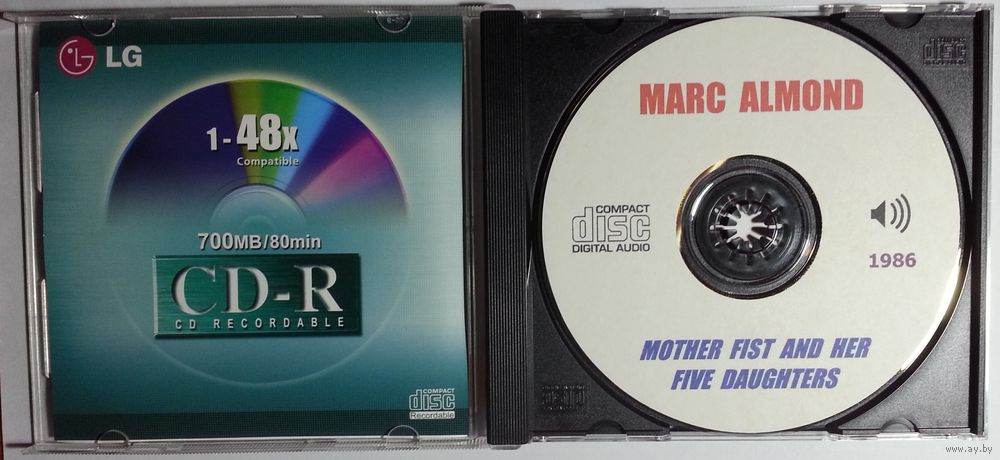 LG
1-48x
Compatible
700MB/80min
CD-R
CD RECORDABLE
COMPACT
disc
Recordable
MARC ALMOND
COMPACT
disc
DIGITAL AUDIO
1986
MOTHER FIST AND HER
FIVE DAUGHTERS
disc
www.ay.by